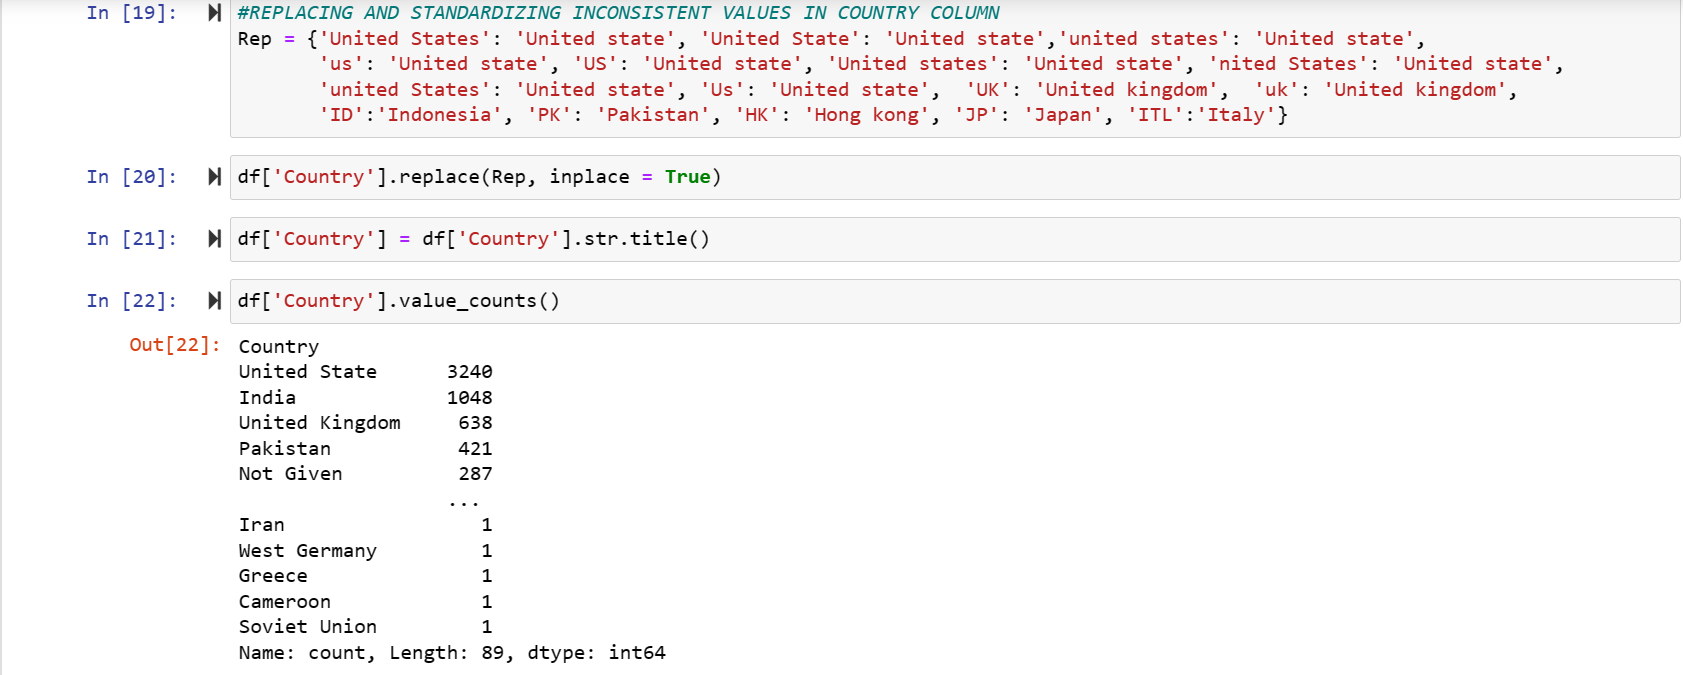 In [19]: #REPLACING AND STANDARDIZING INCONSISTENT VALUES IN COUNTRY COLUMN
Rep = {'United States': 'United state', 'United State': 'United state','united states': 'United state',
'us': 'United state', 'US': 'United state', 'United states': 'United state', 'nited States': 'United state',
'united States': 'United state', 'Us': 'United state', 'UK': 'United kingdom', 'uk': 'United kingdom',
'ID':'Indonesia', 'PK': 'Pakistan', 'HK': 'Hong kong', 'JP': 'Japan', 'ITL':'Italy'}
In [20]: df['Country'].replace(Rep, inplace = True)
In [21]: df['Country'] = df['Country'].str.title()
In [22]: df['Country'].value_counts()
Out[22]: Country
United State 3240
India 1048
United Kingdom 638
Pakistan 421
Not Given 287
...
Iran 1
West Germany 1
Greece 1
Cameroon 1
Soviet Union 1
Name: count, Length: 89, dtype: int64